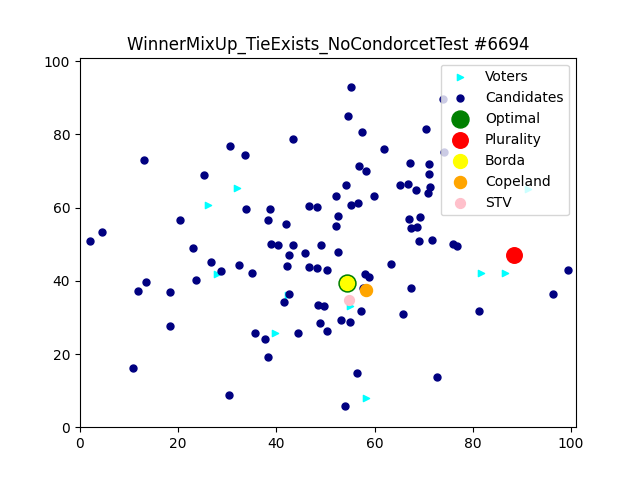 WinnerMixUp_TieExists_NoCondorcetTest #6694
100
80
60
40
20
0
0
20
40
60
80
100
Voters
Candidates
Optimal
Plurality
Borda
Copeland
STV